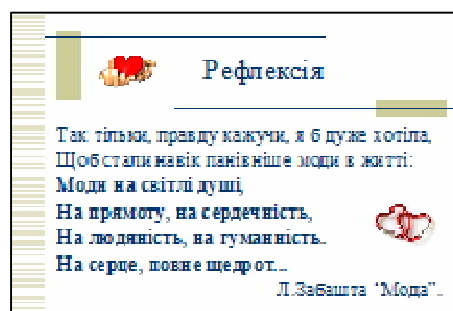 Рефлексія
Так тільки, правду кажучи, я б дуже хотіла,
Щоб стали навік панівніше моди в житті:
Моди на світлі душі,
На прямоту, на сердечність,
На людяність, на гуманність..
На серце, повне щедрот...
Л.Забашта "Мода"..